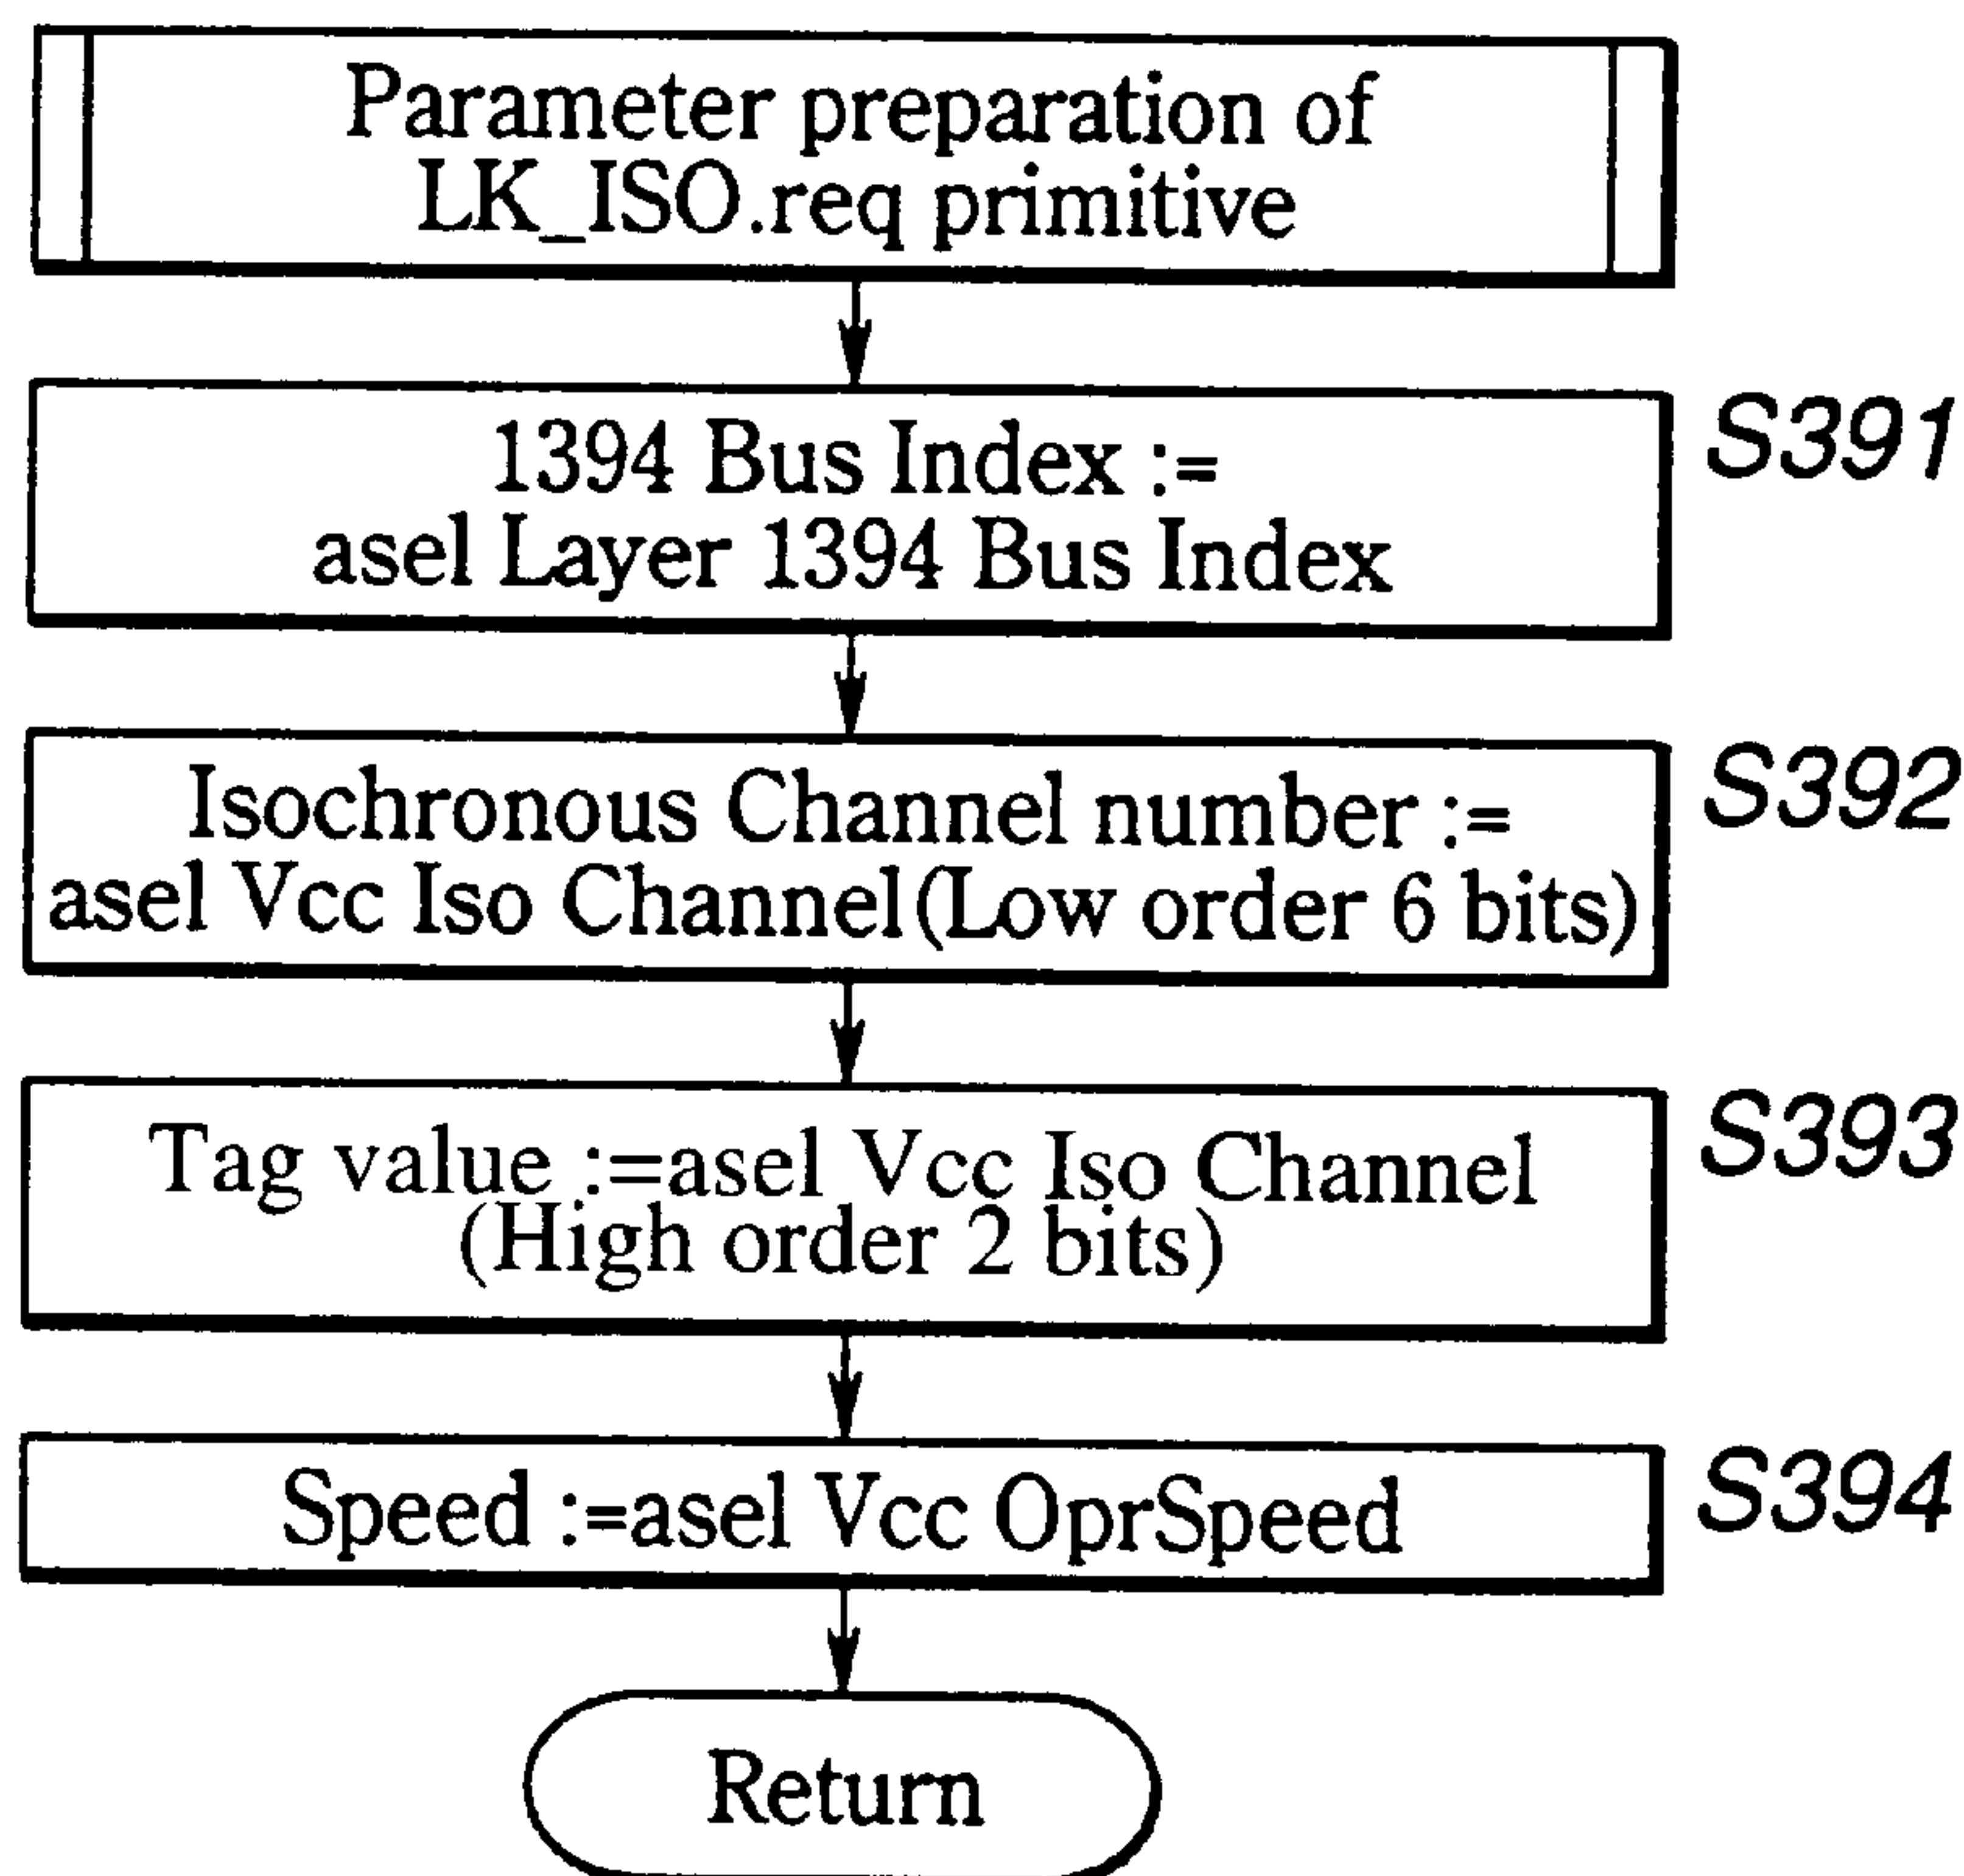 Parameter preparation of
LK_ISO.req primitive
1394 Bus Index :=
asel Layer 1394 Bus Index
S391
Isochronous Channel number :=
asel Vcc Iso Channel(Low order 6 bits)
S392
Tag value :=asel Vcc Iso Channel
(High order 2 bits)
S393
Speed :=asel Vcc OprSpeed
S394
Return